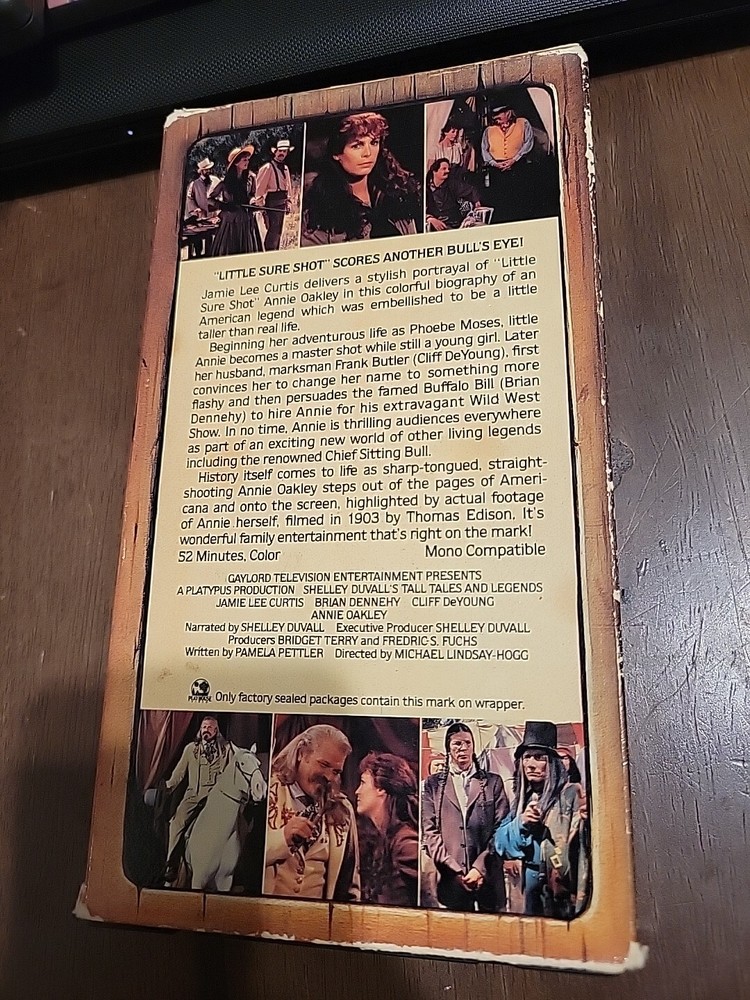 "LITTLE SURE SHOT" SCORES ANOTHER BULL'S EYE!
Jamie Lee Curtis delivers a stylish portrayal of "Little
Sure Shot" Annie Oakley in this colorful biography of an
American legend which was embellished to be a little
taller than real life.
Beginning her adventurous life as Phoebe Moses, little
Annie becomes a master shot while still a young girl. Later
her husband, marksman Frank Butler (Cliff DeYoung), first
convinces her to change her name to something more
flashy and then persuades the famed Buffalo Bill (Brian
Dennehy) to hire Annie for his extravagant Wild West
Show. In no time, Annie is thrilling audiences everywhere
as part of an exciting new world of other living legends
including the renowned Chief Sitting Bull.
History itself comes to life as sharp-tongued, straight-
shooting Annie Oakley steps out of the pages of Ameri-
cana and onto the screen, highlighted by actual footage
of Annie herself, filmed in 1903 by Thomas Edison. It's
wonderful family entertainment that's right on the mark!
52 Minutes, Color Mono Compatible
GAYLORD TELEVISION ENTERTAINMENT PRESENTS
A PLATYPUS PRODUCTION SHELLEY DUVALL'S TALL TALES AND LEGENDS
JAMIE LEE CURTIS BRIAN DENNEHY CLIFF DeYOUNG
ANNIE OAKLEY
Narrated by SHELLEY DUVALL Executive Producer SHELLEY DUVALL
Producers BRIDGET TERRY and FREDRIC S. FUCHS
Written by PAMELA PETTLER Directed by MICHAEL LINDSAY-HOGG
PLAYHOUSE
Only factory sealed packages contain this mark on wrapper.